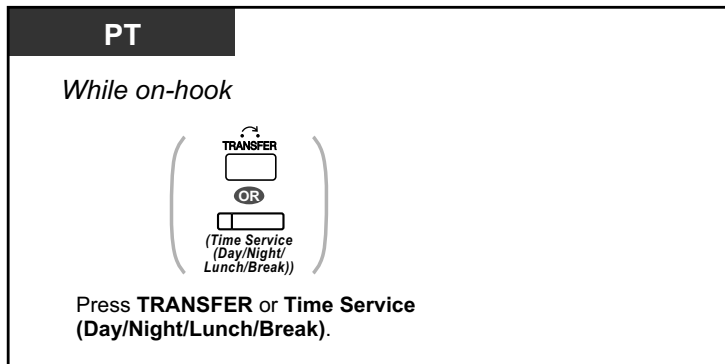 PT
While on-hook
TRANSFER
OR
(Time Service
(Day/Night/
Lunch/Break))
Press TRANSFER or Time Service
(Day/Night/Lunch/Break).